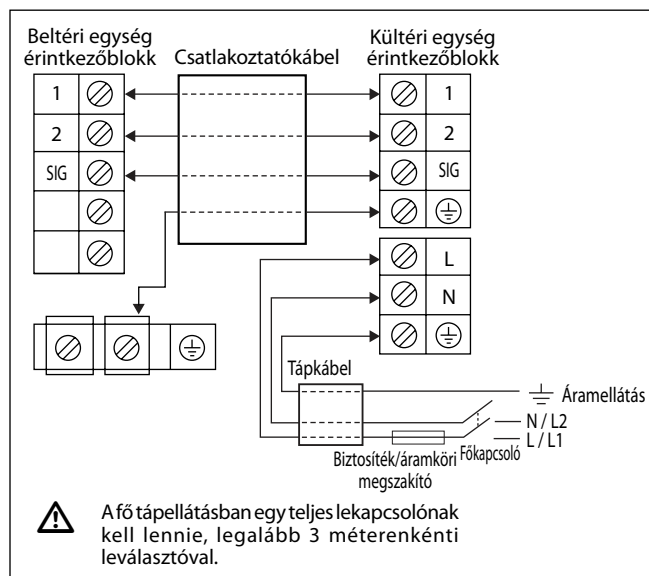 Beltéri egység
érintkezőblokk
Csatlakoztatókábel
Kültéri egység
érintkezőblokk
1
2
SIG
1
2
SIG
L
N
Tápkábel
Áramellátás
N / L2
L / L1
Biztosíték/áramköri
megszakító
Főkapcsoló
A fő tápellátásban egy teljes lekapcsolónak
kell lennie, legalább 3 méterenkénti
leválasztóval.